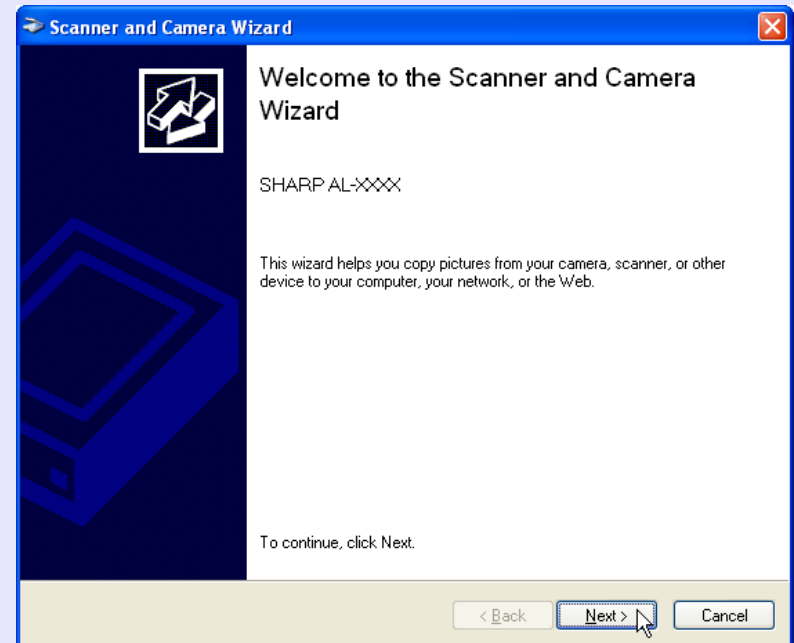 Scanner and Camera Wizard
Welcome to the Scanner and Camera
Wizard
SHARP AL-XXXX
This wizard helps you copy pictures from your camera, scanner, or other
device to your computer, your network, or the Web.
To continue, click Next.
< Back
Next >
Cancel